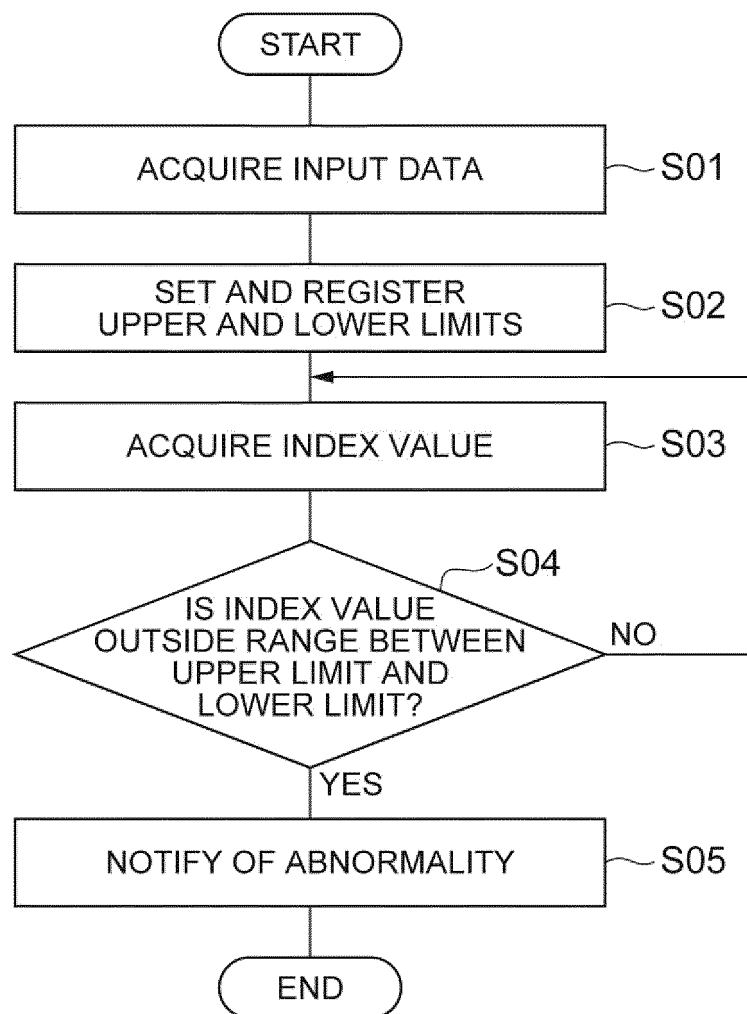 START
ACQUIRE INPUT DATA
S01
SET AND REGISTER
UPPER AND LOWER LIMITS
S02
ACQUIRE INDEX VALUE
S03
S04
IS INDEX VALUE
OUTSIDE RANGE BETWEEN
UPPER LIMIT AND
LOWER LIMIT?
NO
YES
NOTIFY OF ABNORMALITY
S05
END